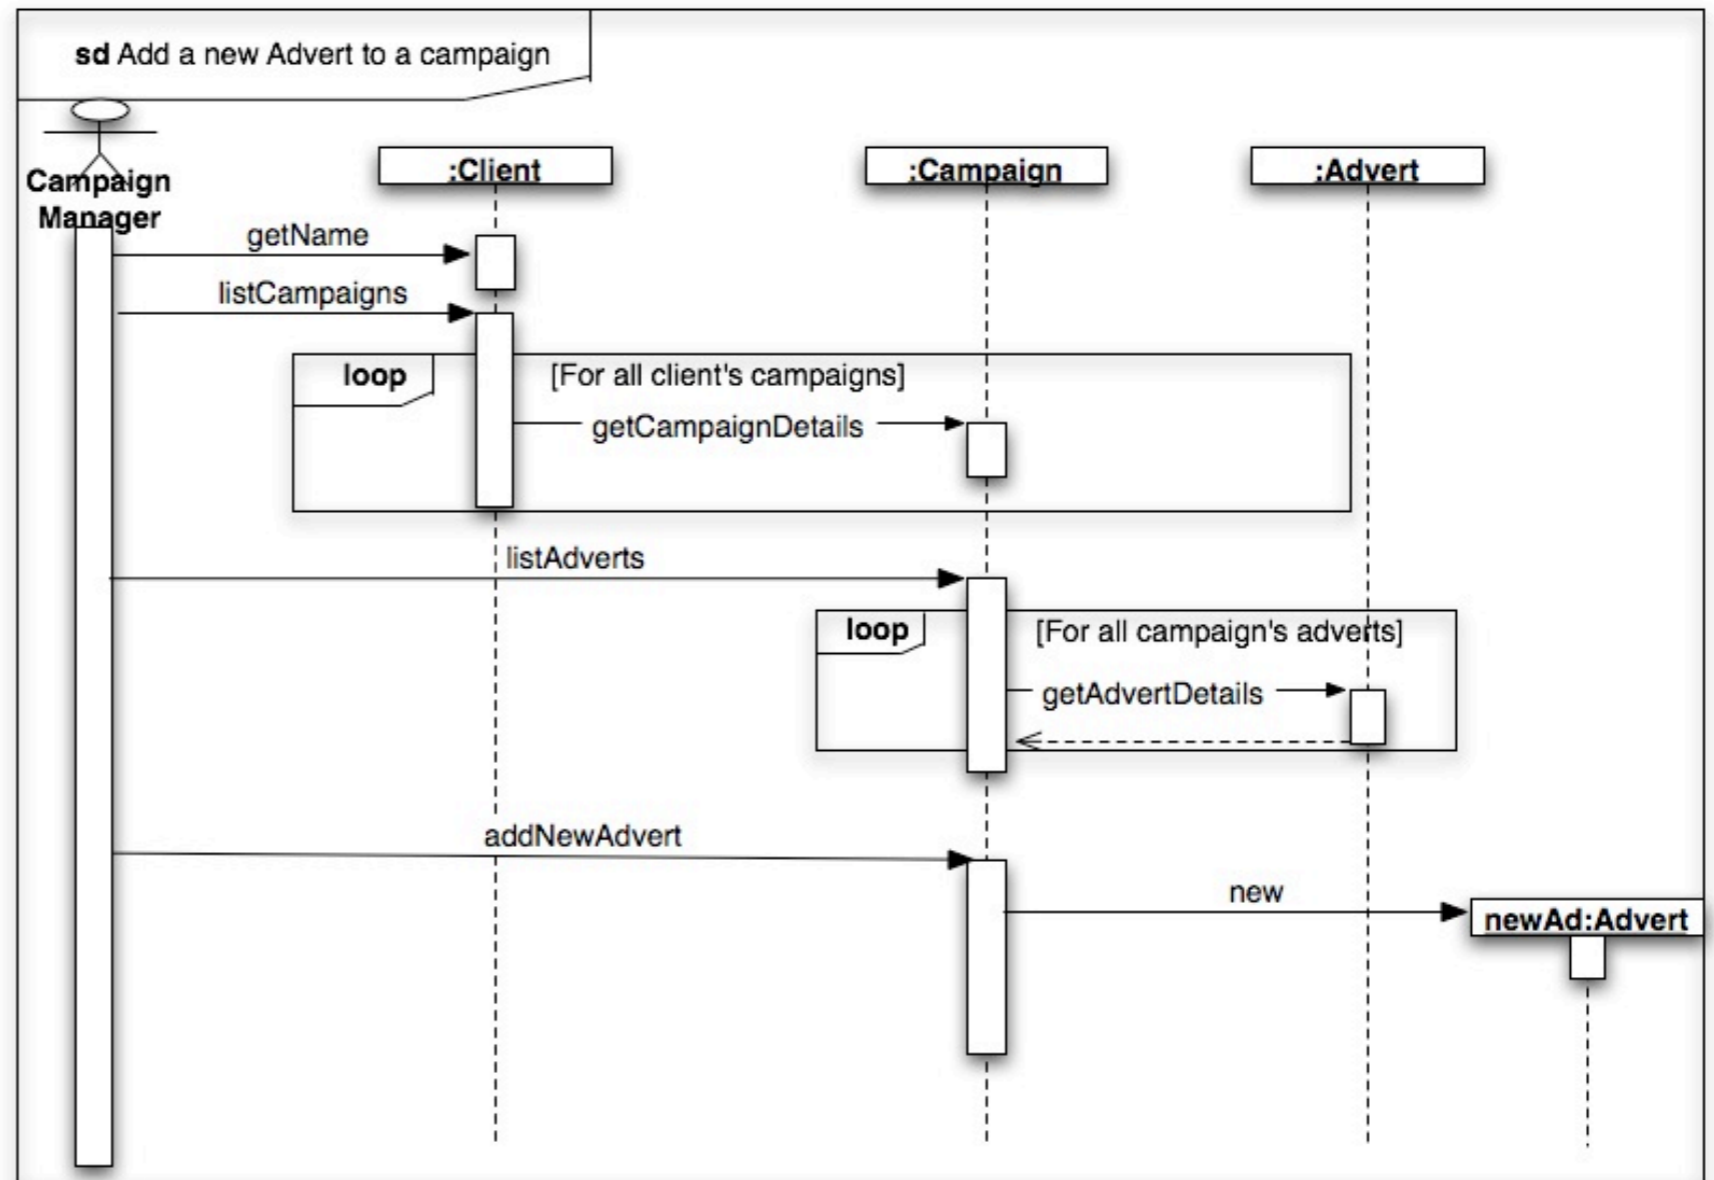 sd Add a new Advert to a campaign
Campaign
Manager
:Client
:Campaign
:Advert
getName
listCampaigns
loop
[For all client's campaigns]
getCampaignDetails
listAdverts
loop
[For all campaign's adverts]
getAdvertDetails
addNewAdvert
new
newAd:Advert